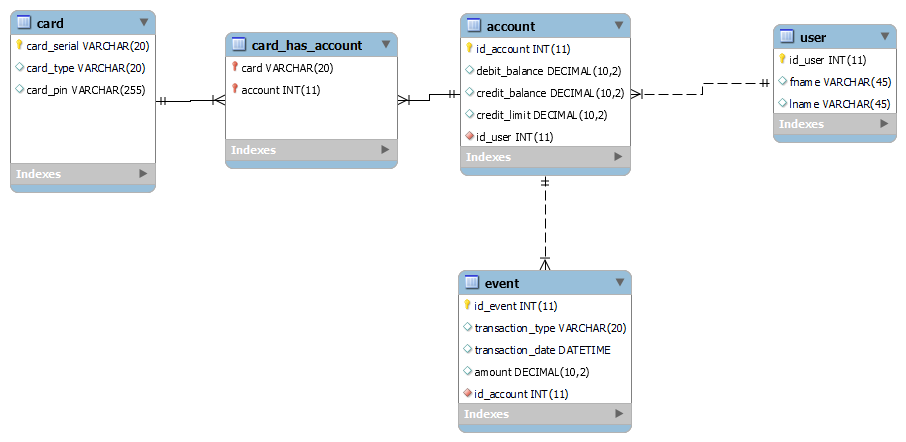 card
card_serial VARCHAR(20)
card_type VARCHAR(20)
card_pin VARCHAR(255)
Indexes
card_has_account
card VARCHAR(20)
account INT(11)
Indexes
account
id_account INT(11)
debit_balance DECIMAL(10,2)
credit_balance DECIMAL(10,2)
credit_limit DECIMAL(10,2)
id_user INT(11)
Indexes
user
id_user INT(11)
fname VARCHAR(45)
lname VARCHAR(45)
Indexes
event
id_event INT(11)
transaction_type VARCHAR(20)
transaction_date DATETIME
amount DECIMAL(10,2)
id_account INT(11)
Indexes